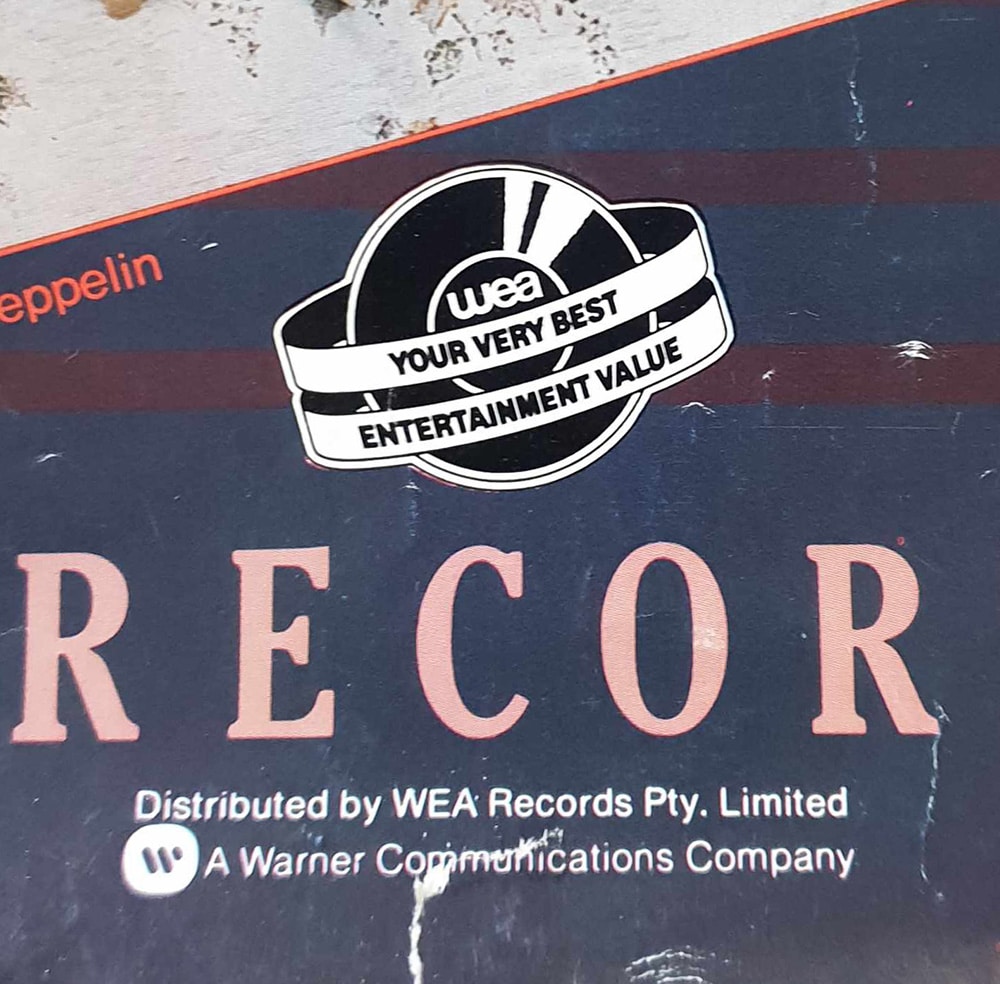 eppelin
wea
YOUR VERY BEST
ENTERTAINMENT VALUE
RECOR
Distributed by WEA Records Pty. Limited
W A Warner Communications Company